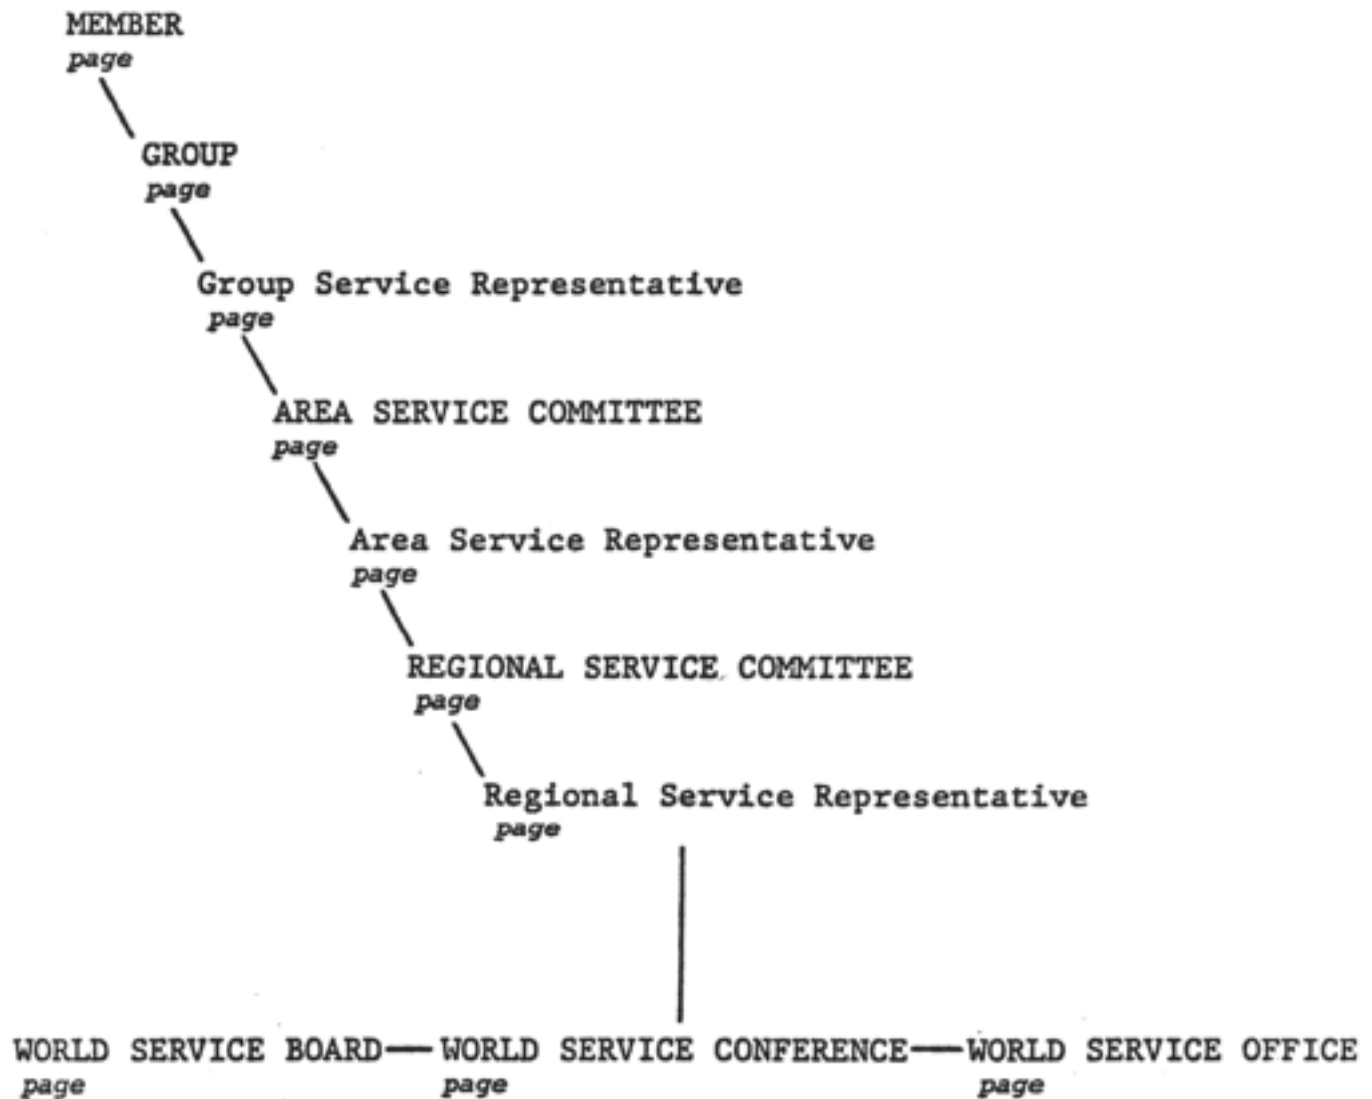 MEMBER
page
GROUP
page
Group Service Representative
page
AREA SERVICE COMMITTEE
page
Area Service Representative
page
REGIONAL SERVICE COMMITTEE
page
Regional Service Representative
page
WORLD SERVICE BOARD WORLD SERVICE CONFERENCE WORLD SERVICE OFFICE
page page page